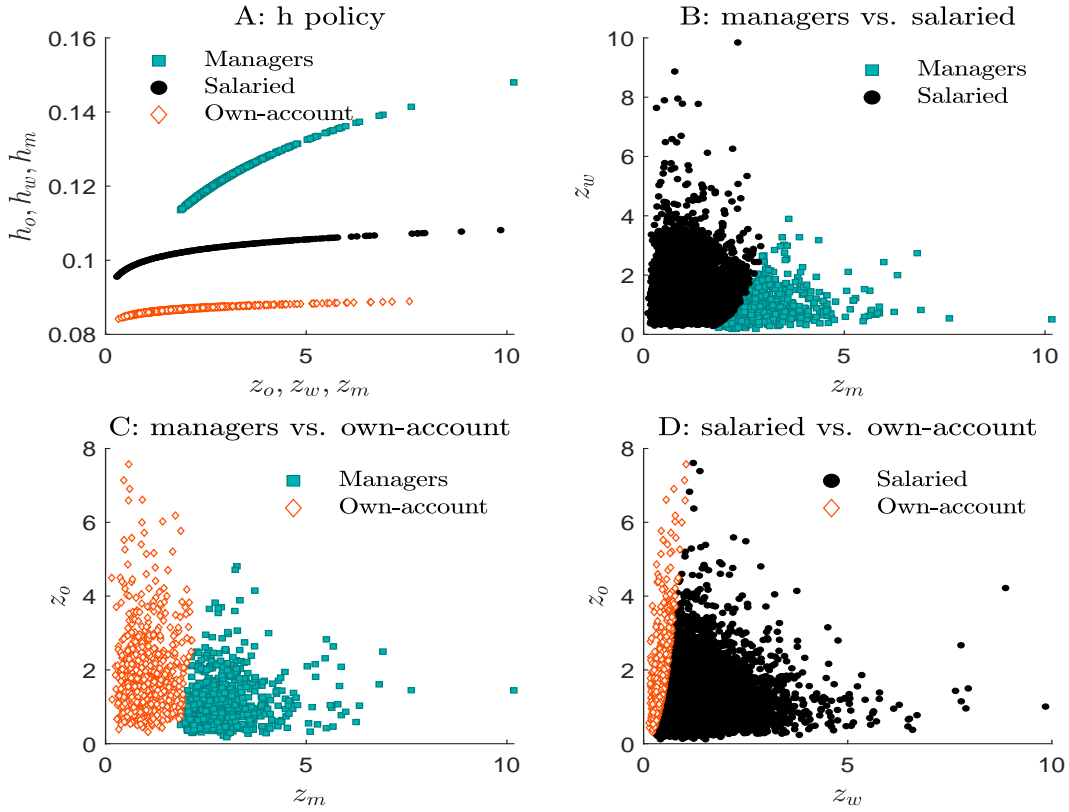 A: h policy
0.16
0.14
0.12
0.1
0.08
h_o, h_w, h_m
Managers
Salaried
Own-account
0
5
10
z_o, z_w, z_m
B: managers vs. salaried
10
8
6
4
2
0
z_w
Managers
Salaried
0
5
10
z_m
C: managers vs. own-account
8
6
4
2
0
z_o
Managers
Own-account
0
5
10
z_m
D: salaried vs. own-account
8
6
4
2
0
z_o
Salaried
Own-account
0
5
10
z_w